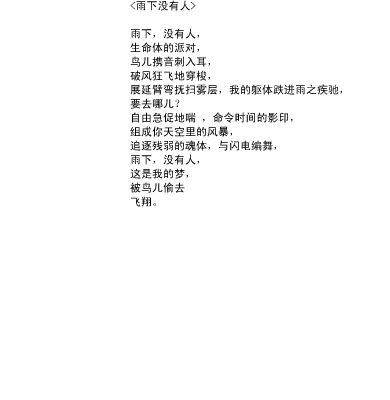 <雨下没有人>
雨下，没有人，
生命体的派对，
鸟儿携音刺入耳，
破风狂飞地穿梭，
展延臂弯抚扫雾层，我的躯体跌进雨之疾驰，
要去哪儿？
自由急促地喘 ，命令时间的影印，
组成你天空里的风暴，
追逐残弱的魂体，与闪电编舞，
雨下，没有人，
这是我的梦，
被鸟儿偷去
飞翔。